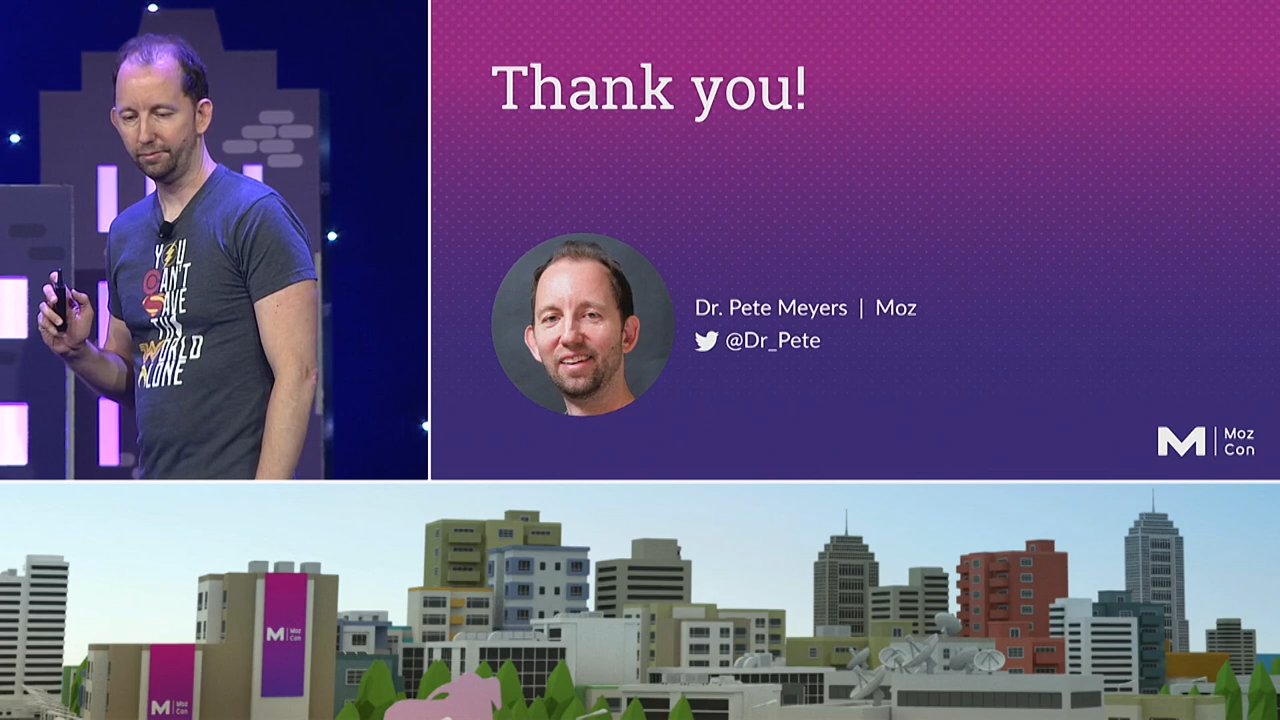 YOU
CAN'T
SAVE
THE
WORLD
ALONE
Thank you!
Dr. Pete Meyers | Moz
@Dr_Pete
M | Moz
Con
M | Moz
Con
M | Moz
Con